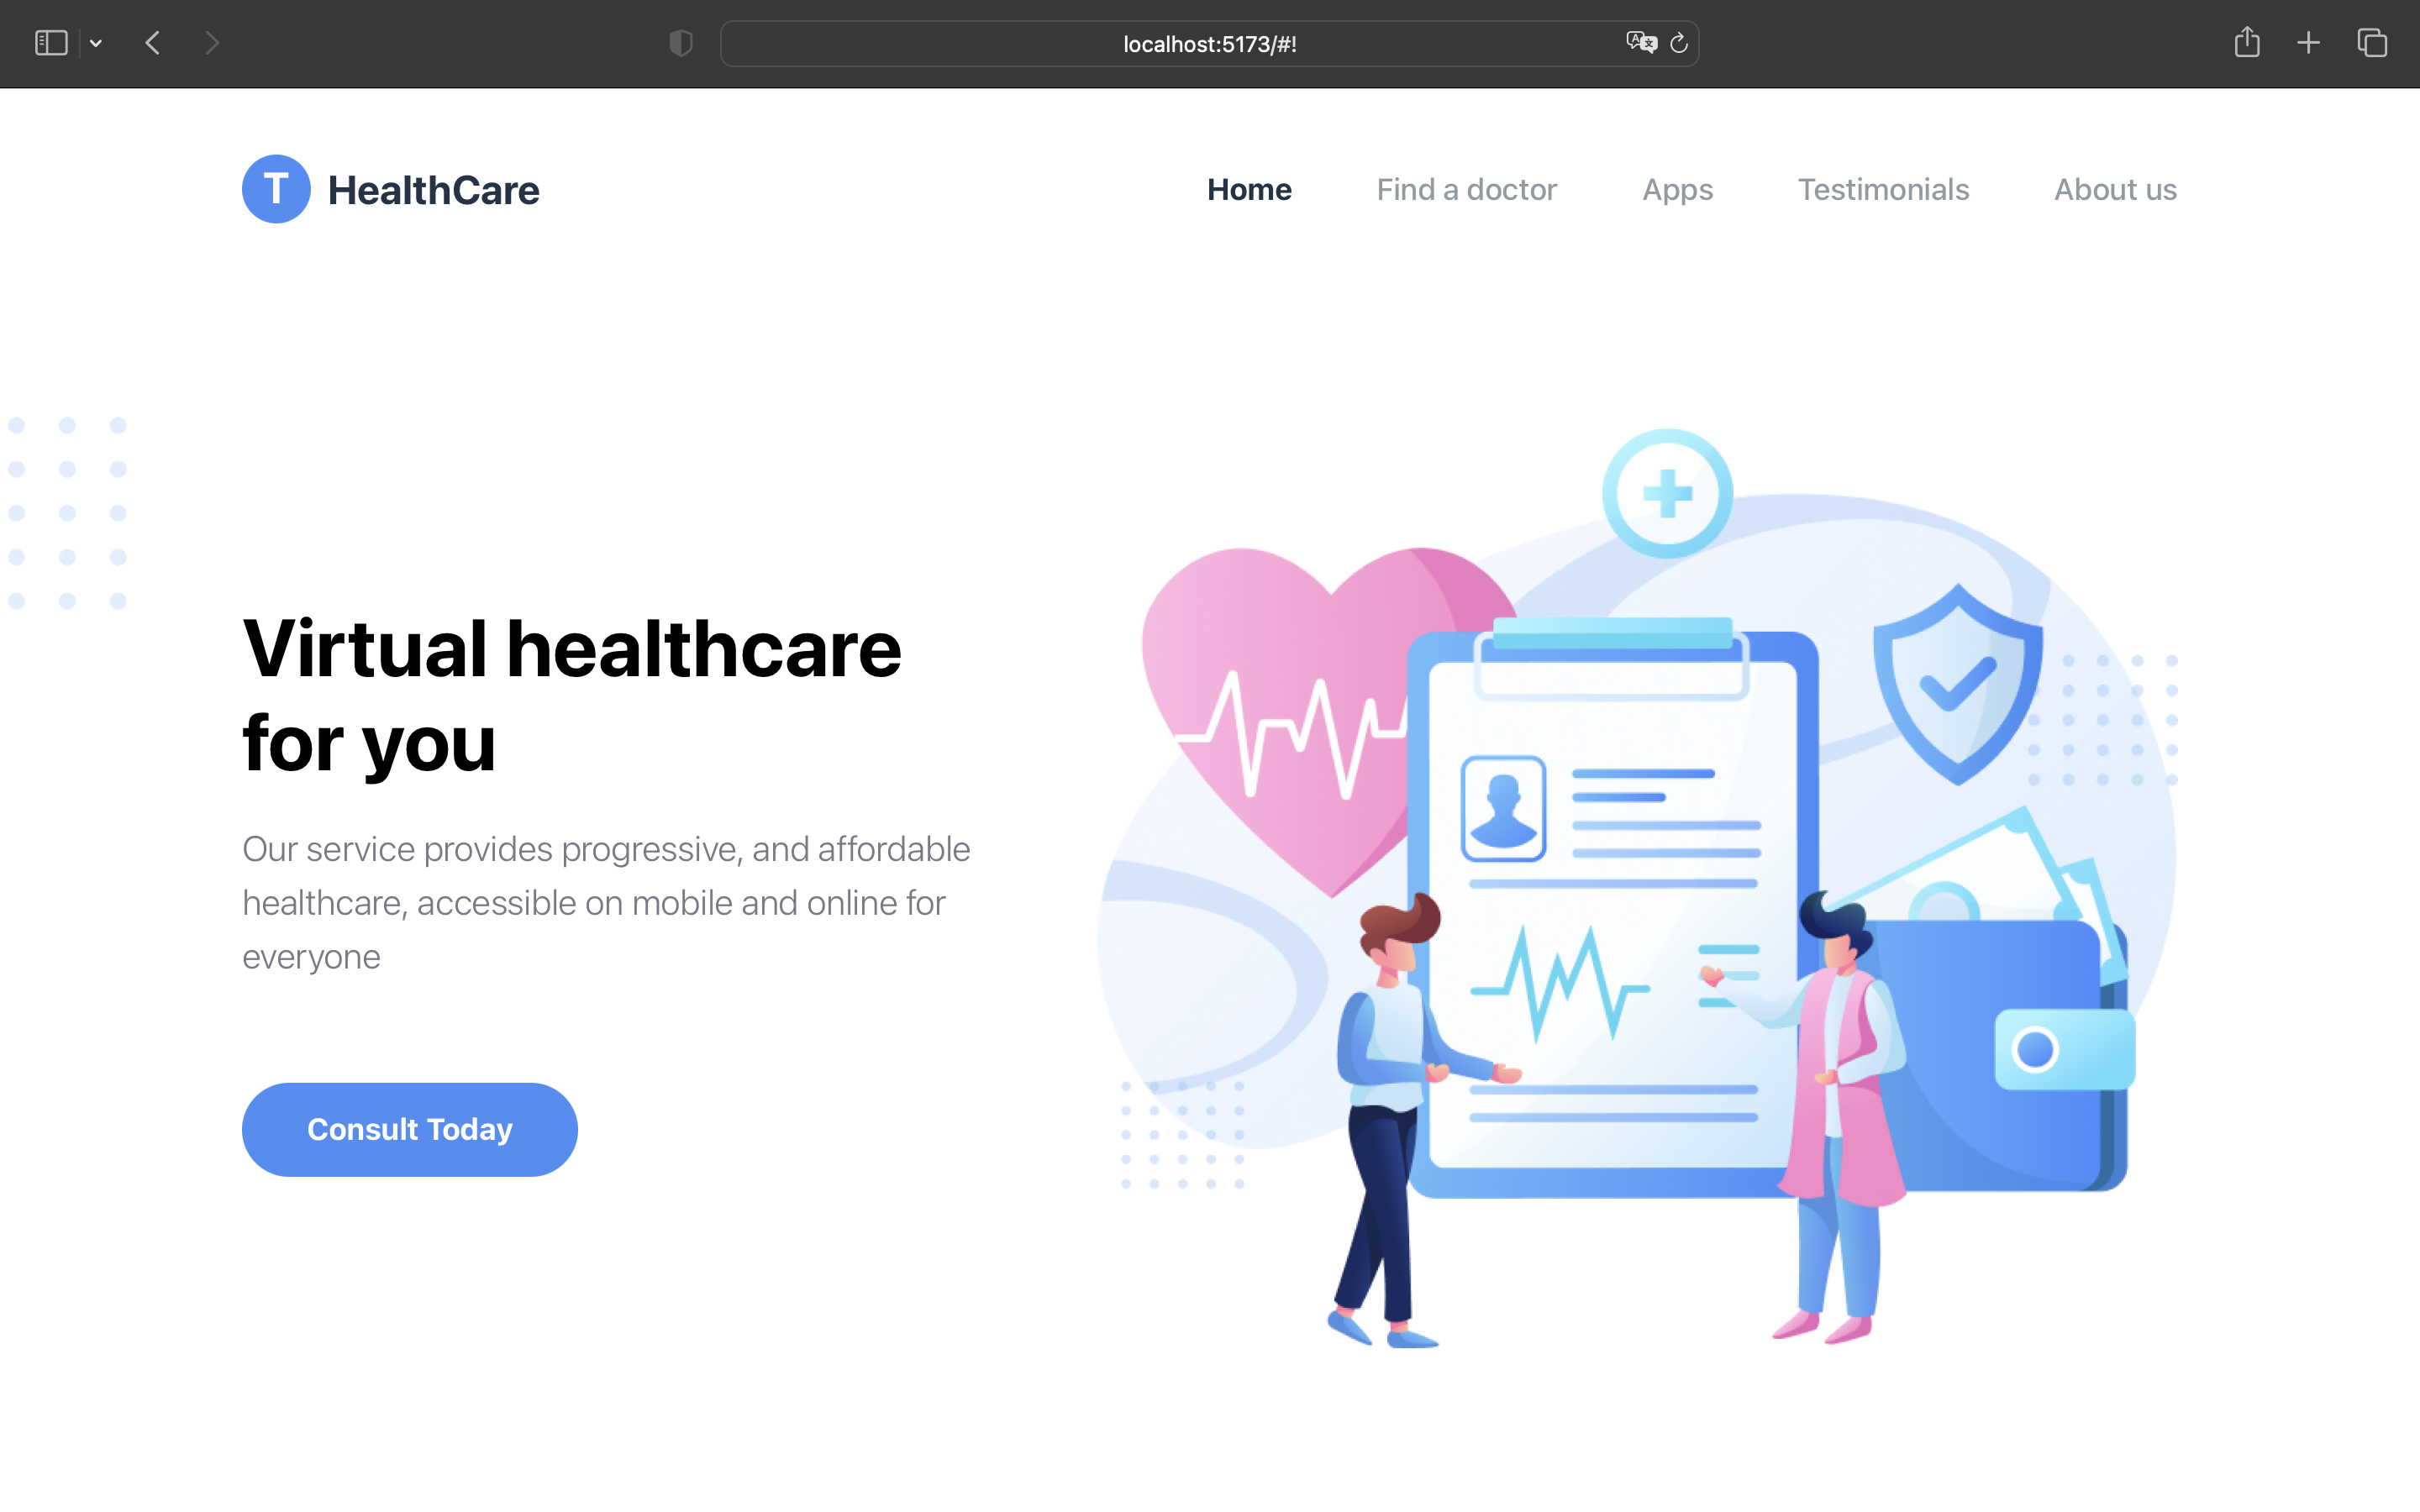 localhost:5173/#!
T HealthCare
Home Find a doctor Apps Testimonials About us
Virtual healthcare
for you
Our service provides progressive, and affordable
healthcare, accessible on mobile and online for
everyone
Consult Today